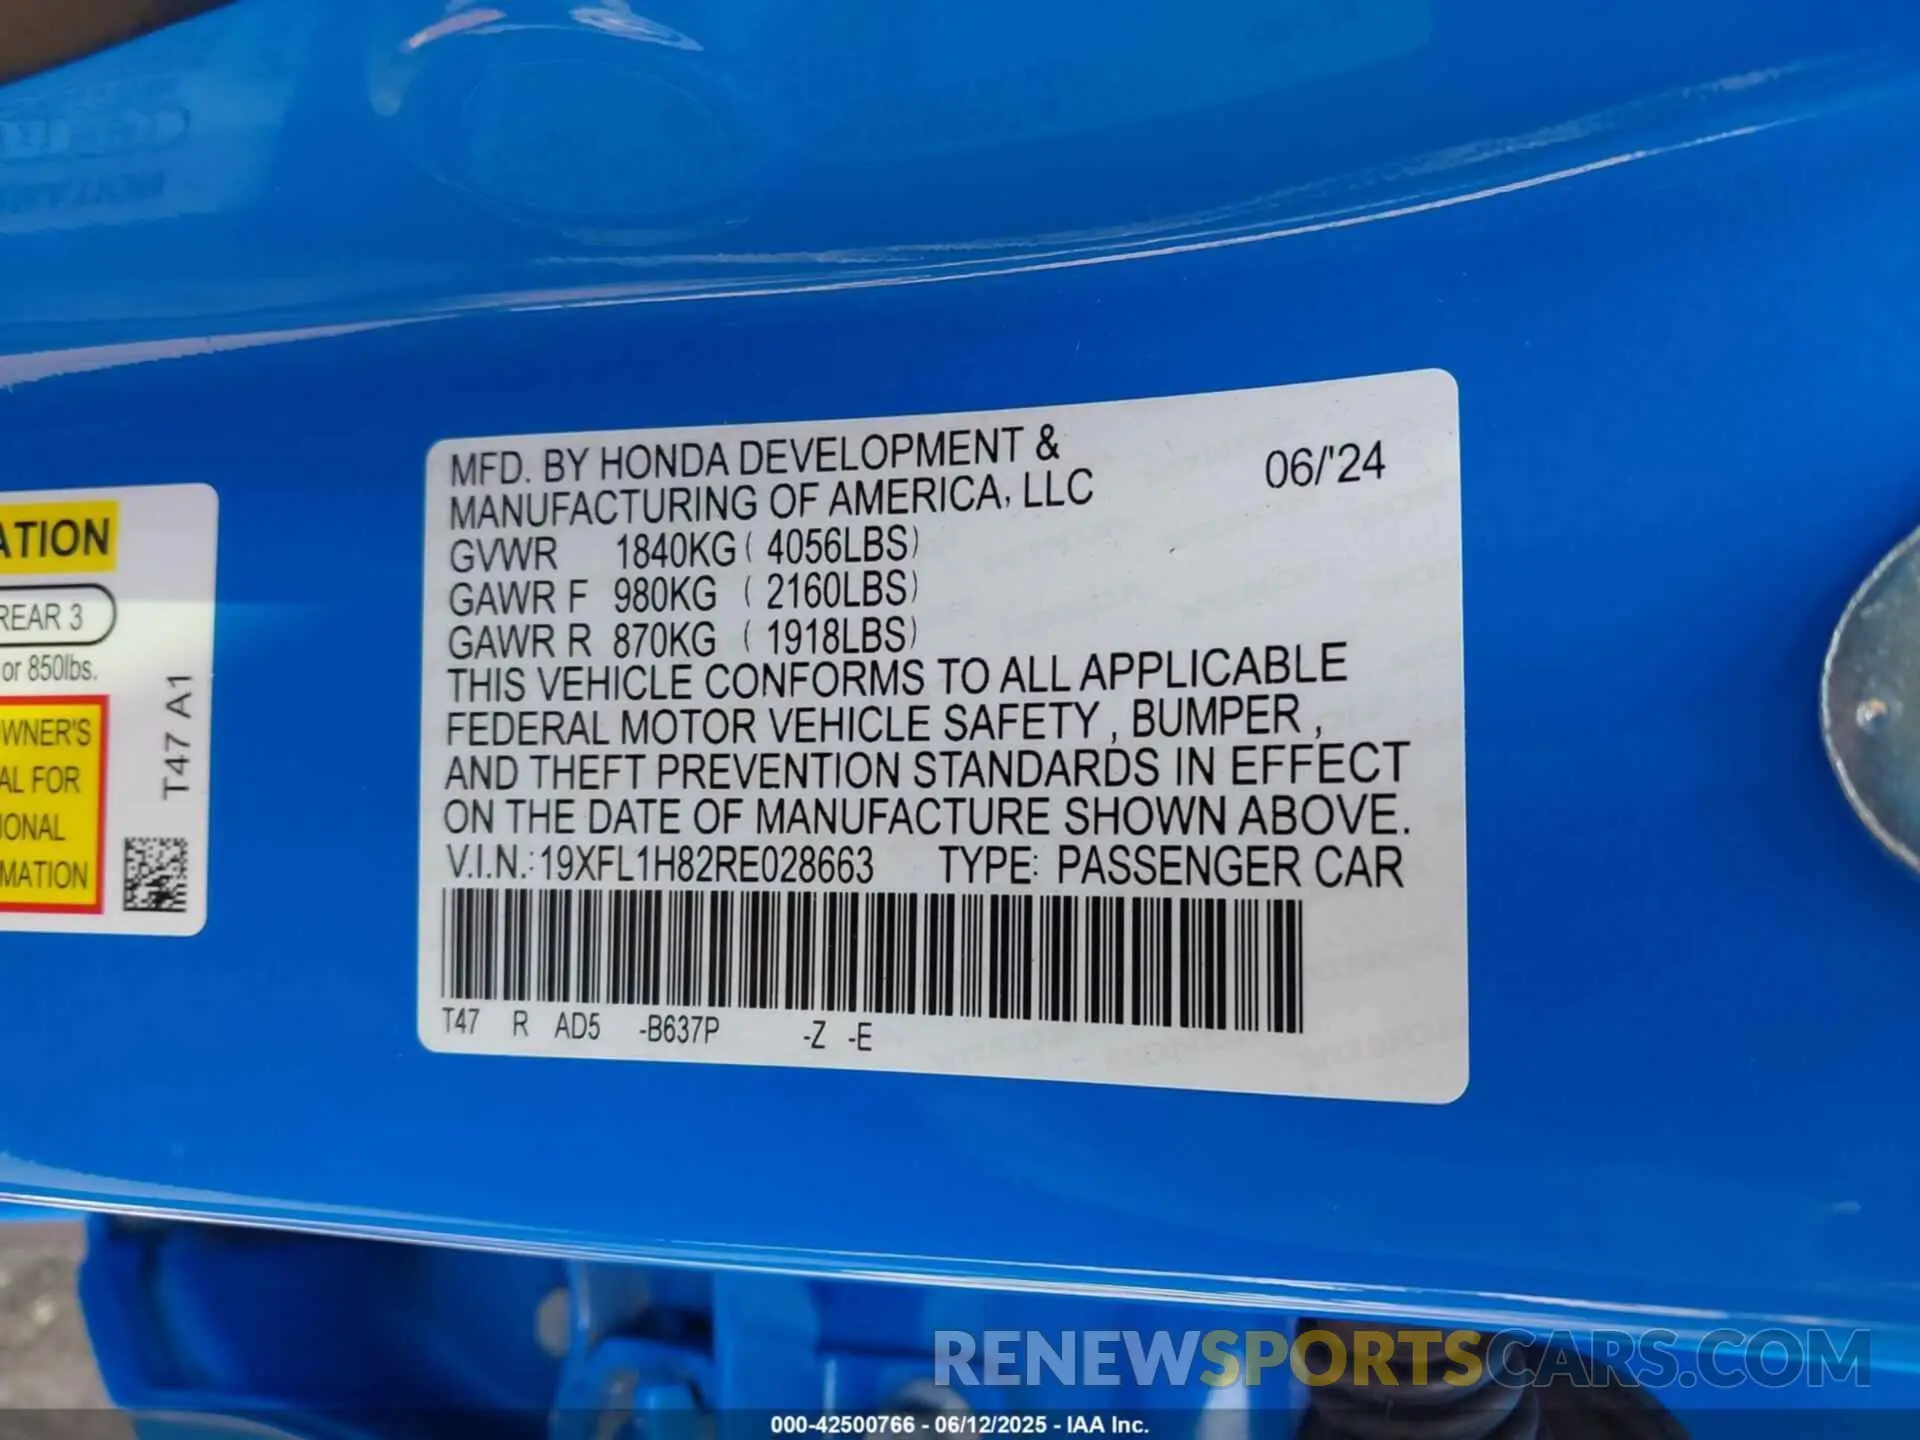 MFD. BY HONDA DEVELOPMENT &
MANUFACTURING OF AMERICA, LLC
06/'24
GVWR 1840KG ( 4056LBS)
GAWR F 980KG ( 2160LBS)
GAWR R 870KG ( 1918LBS)
THIS VEHICLE CONFORMS TO ALL APPLICABLE
FEDERAL MOTOR VEHICLE SAFETY , BUMPER ,
AND THEFT PREVENTION STANDARDS IN EFFECT
ON THE DATE OF MANUFACTURE SHOWN ABOVE.
V.I.N.: 19XFL1H82RE028663 TYPE: PASSENGER CAR
T47 R AD5 -B637P -Z -E
ATION
REAR 3
or 850lbs.
WNER'S
AL FOR
IONAL
MATION
T47 A1
RENEWSPORTSCARS.COM
000-42500766 - 06/12/2025 - IAA Inc.